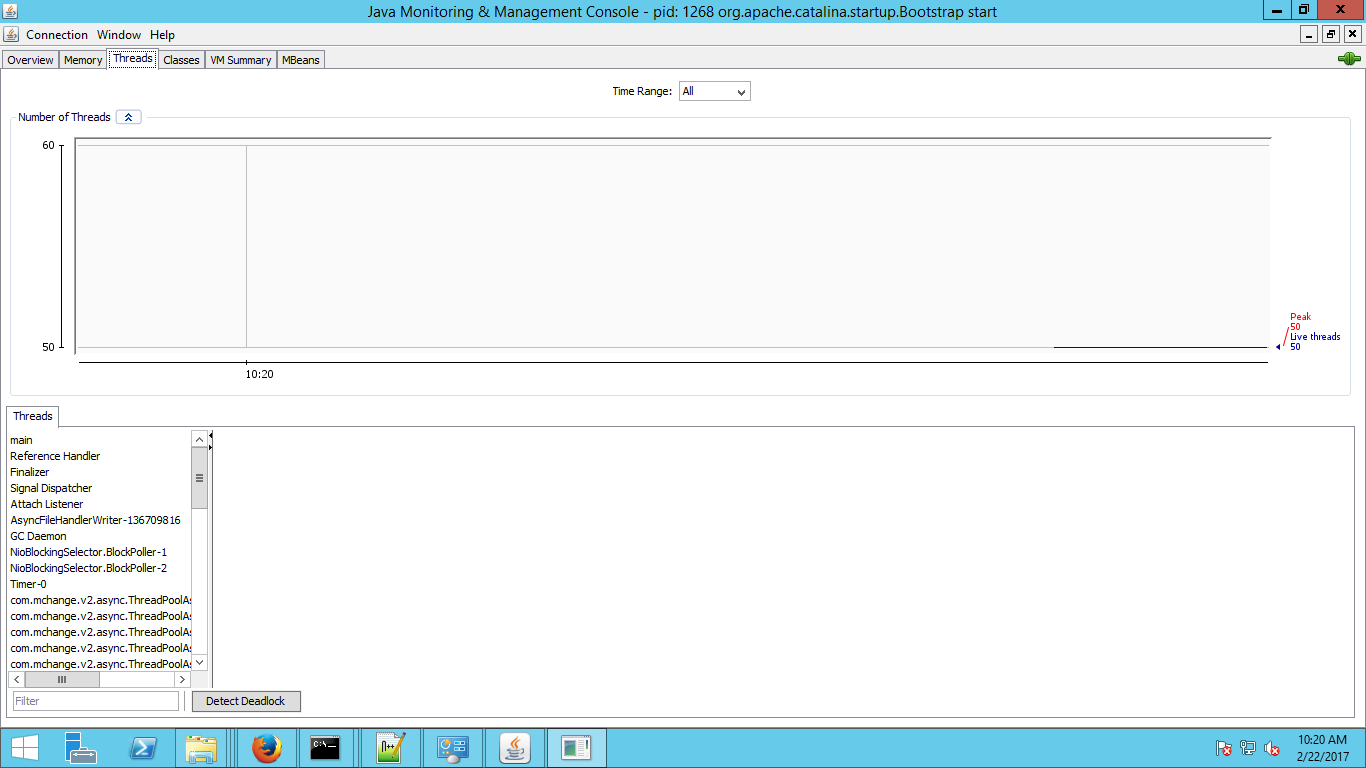 Java Monitoring & Management Console - pid: 1268 org.apache.catalina.startup.Bootstrap start
Connection Window Help
Overview Memory Threads Classes VM Summary MBeans
Time Range: All
Number of Threads
60
50
10:20
Peak
50
Live threads
50
Threads
main
Reference Handler
Finalizer
Signal Dispatcher
Attach Listener
AsyncFileHandlerWriter-136709816
GC Daemon
NioBlockingSelector.BlockPoller-1
NioBlockingSelector.BlockPoller-2
Timer-0
com.mchange.v2.async.ThreadPoolAs
com.mchange.v2.async.ThreadPoolAs
com.mchange.v2.async.ThreadPoolAs
com.mchange.v2.async.ThreadPoolAs
com.mchange.v2.async.ThreadPoolAs
Filter
Detect Deadlock
C:\-
10:20 AM
2/22/2017